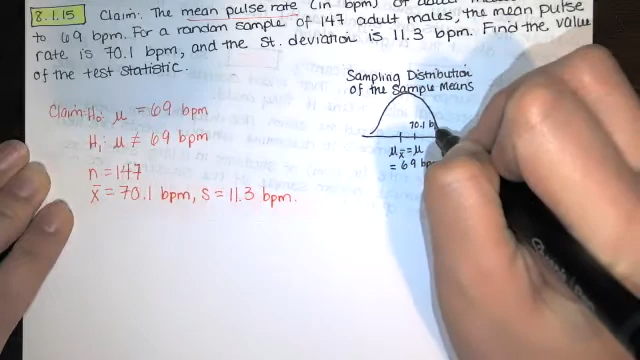 8.1.15 Claim: The mean pulse rate (in bpm) of adult males
to 69 bpm. For a random sample of 147 adult males, the mean pulse
rate is 70.1 bpm, and the st. deviation is 11.3 bpm. Find the value
of the test statistic.
Sampling Distribution
of the Sample Means
Claim: H₀: μ = 69 bpm
H₁: μ ≠ 69 bpm
n = 147
x̄ = 70.1 bpm, s = 11.3 bpm.
70.1 b
μx̄ = μ
= 69 bpm